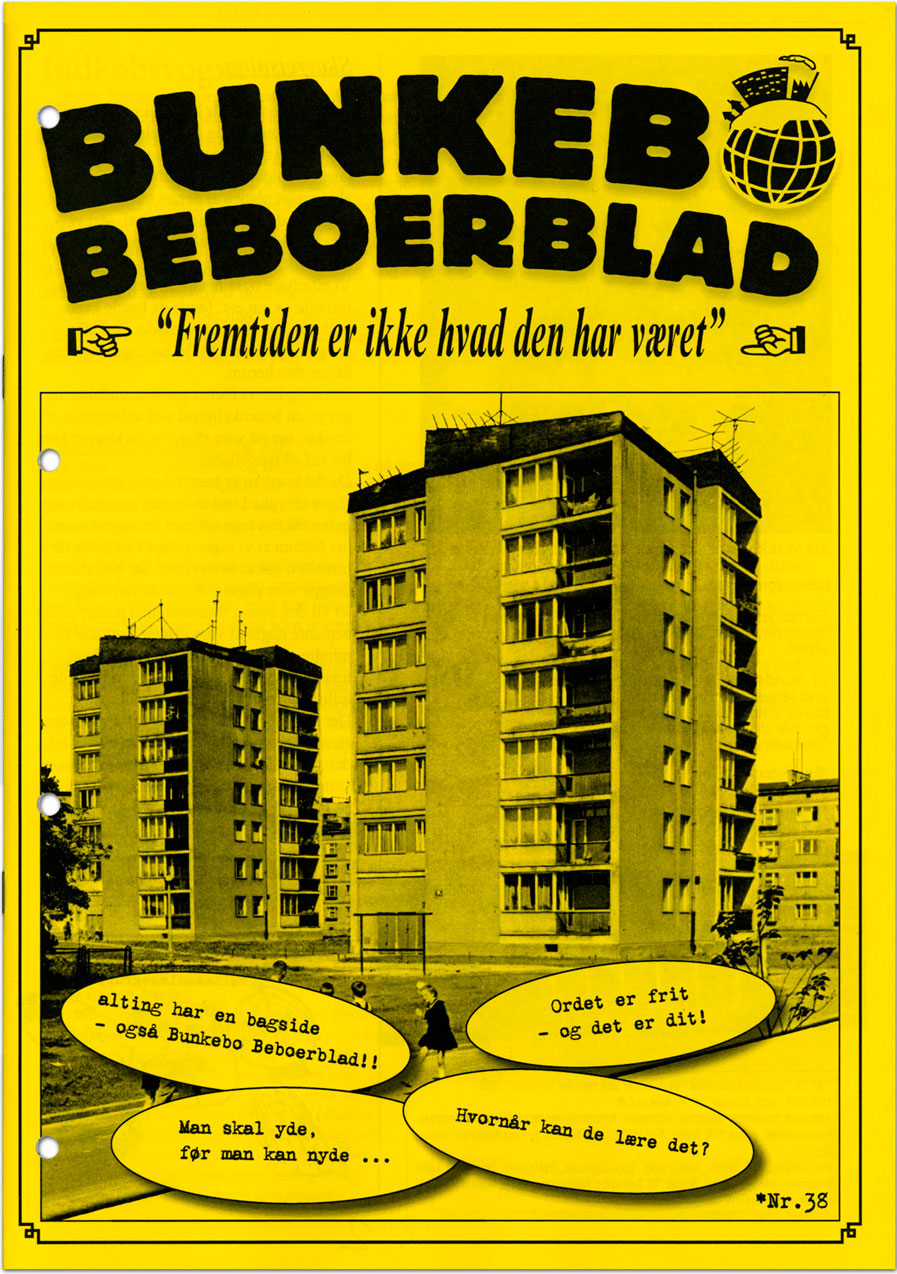 BUNKEBO
BEBOERBLAD
“Fremtiden er ikke hvad den har været”
alting har en bagside
- også Bunkebo Beboerblad!!
Ordet er frit
- og det er dit!
Man skal yde,
før man kan nyde ...
Hvornår kan de lære det?
*Nr.38